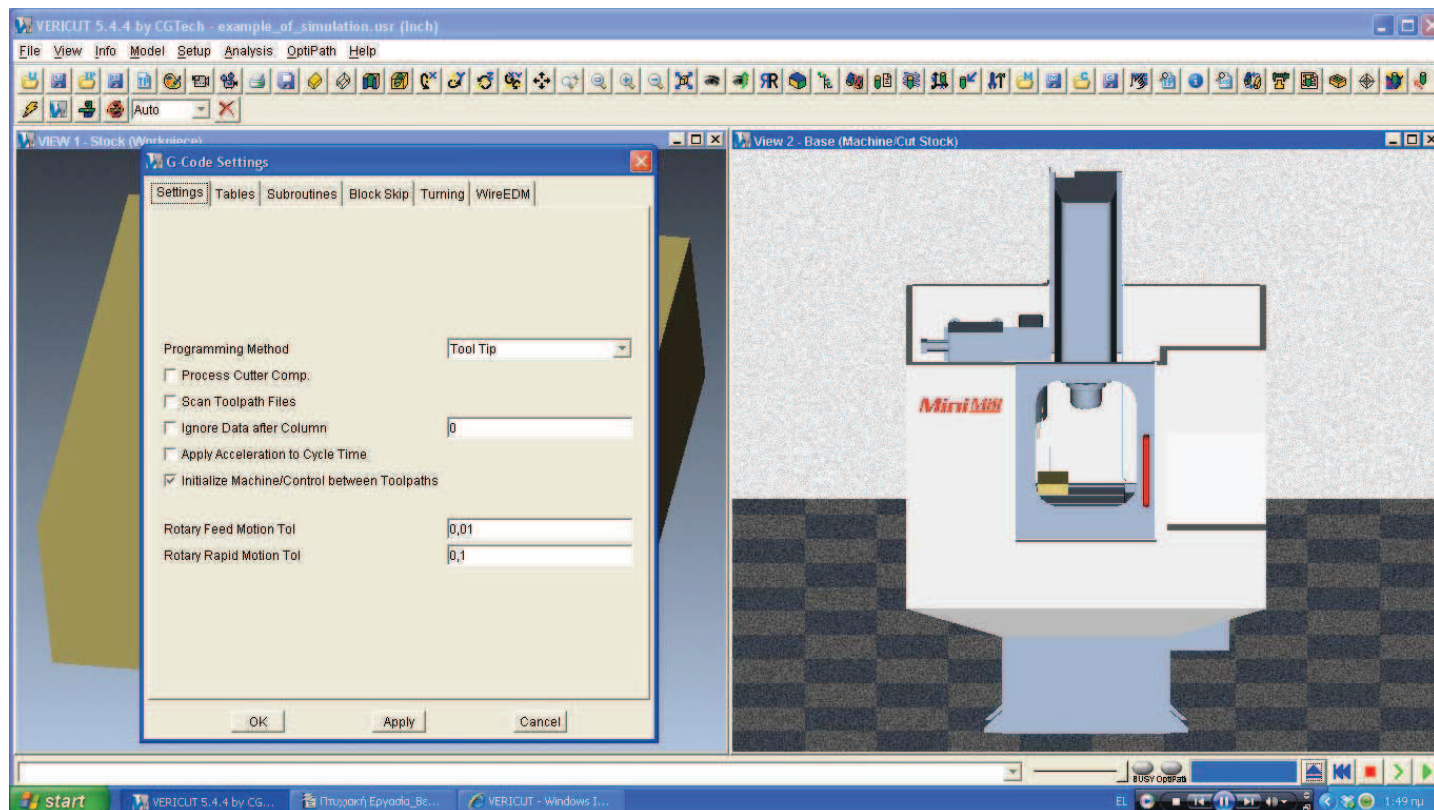 VERICUT 5.4.4 by CGTech - example_of_simulation.usr (Inch)
File View Info Model Setup Analysis OptiPath Help
Auto
VIEW 1 - Stock (Workpiece)
View 2 - Base (Machine/Cut Stock)
G-Code Settings
Settings Tables Subroutines Block Skip Turning WireEDM
Programming Method Tool Tip
Process Cutter Comp.
Scan Toolpath Files
Ignore Data after Column 0
Apply Acceleration to Cycle Time
Initialize Machine/Control between Toolpaths
Rotary Feed Motion Tol 0,01
Rotary Rapid Motion Tol 0,1
OK Apply Cancel
MiniMill
BUSY OptiPath
start VERICUT 5.4.4 by CG... Πτυχιακή Εργασία_Βε... VERICUT - Windows I... EL 1:49 πμ